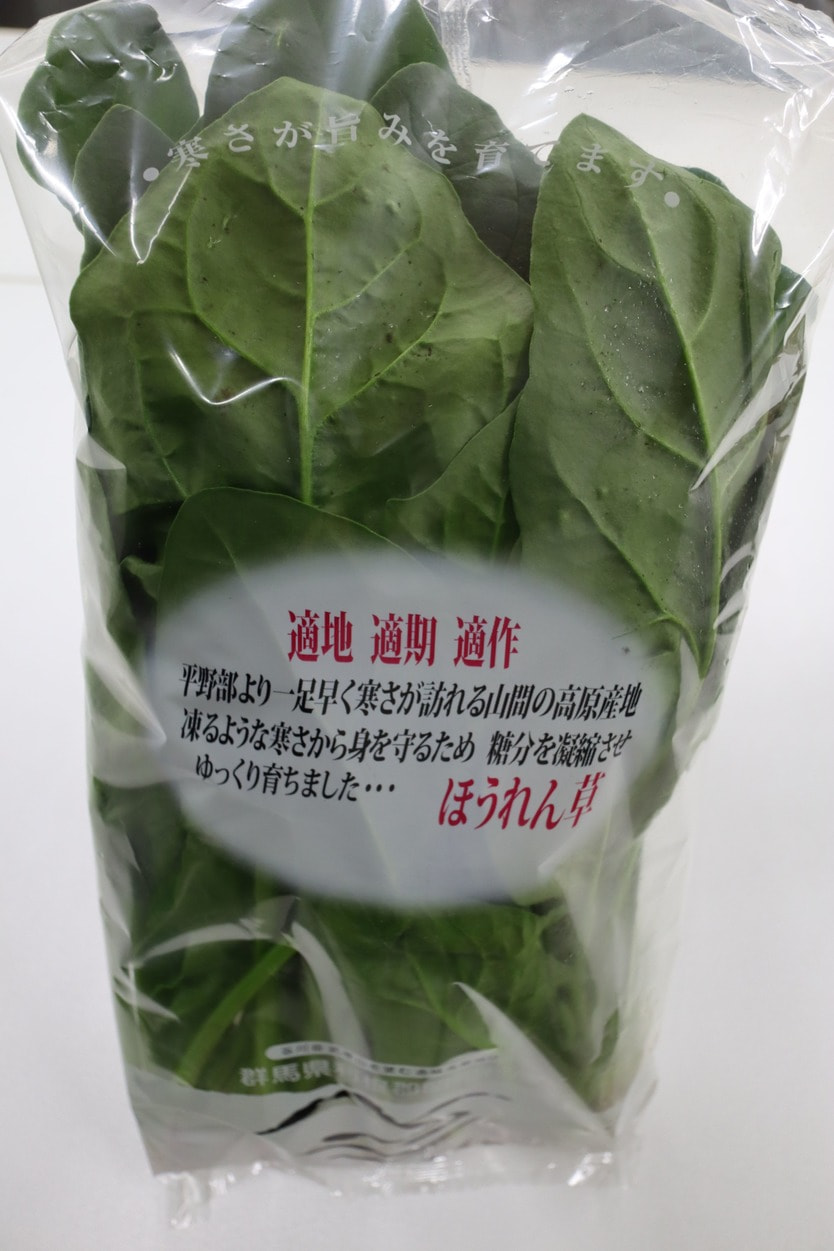 ・寒さが旨みを育します・
適地 適期 適作
平野部より一足早く寒さが訪れる山間の高原産地
凍るような寒さから身を守るため 糖分を凝縮させ
ゆっくり育ちました・・・
ほうれん草
群馬県